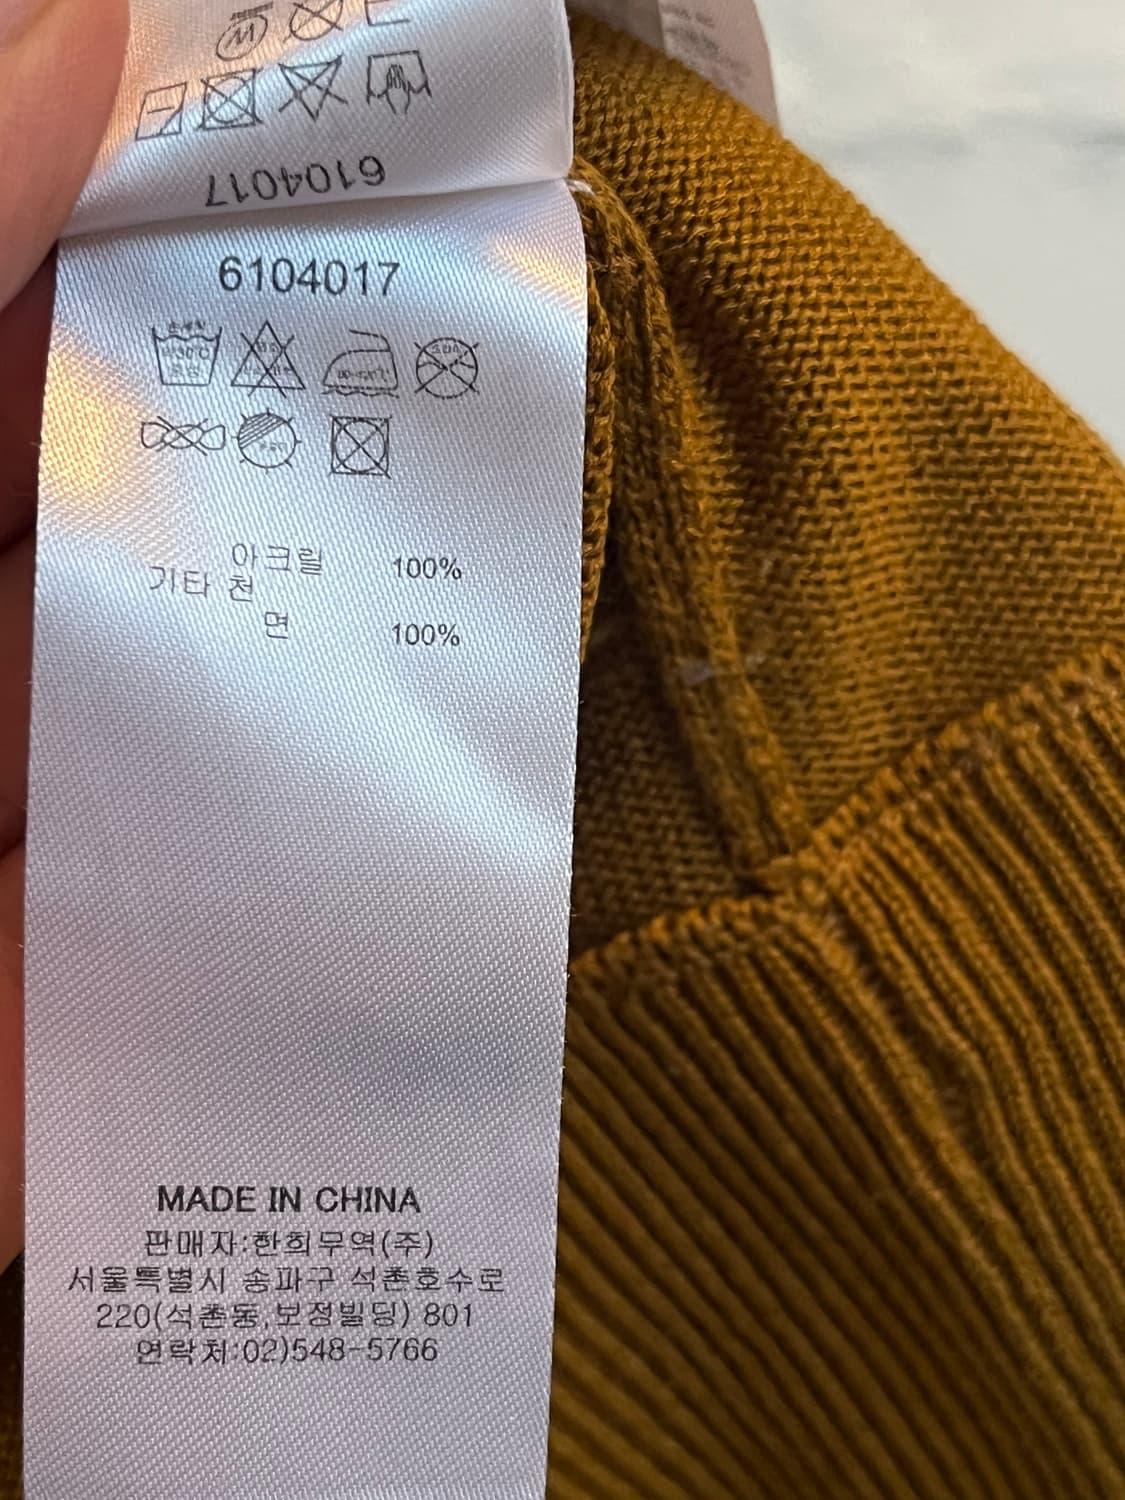 6104017
6104017
아크릴 100%
기타 천
면 100%
MADE IN CHINA
판매자:한희무역(주)
서울특별시 송파구 석촌호수로
220(석촌동,보정빌딩) 801
연락처:02)548-5766